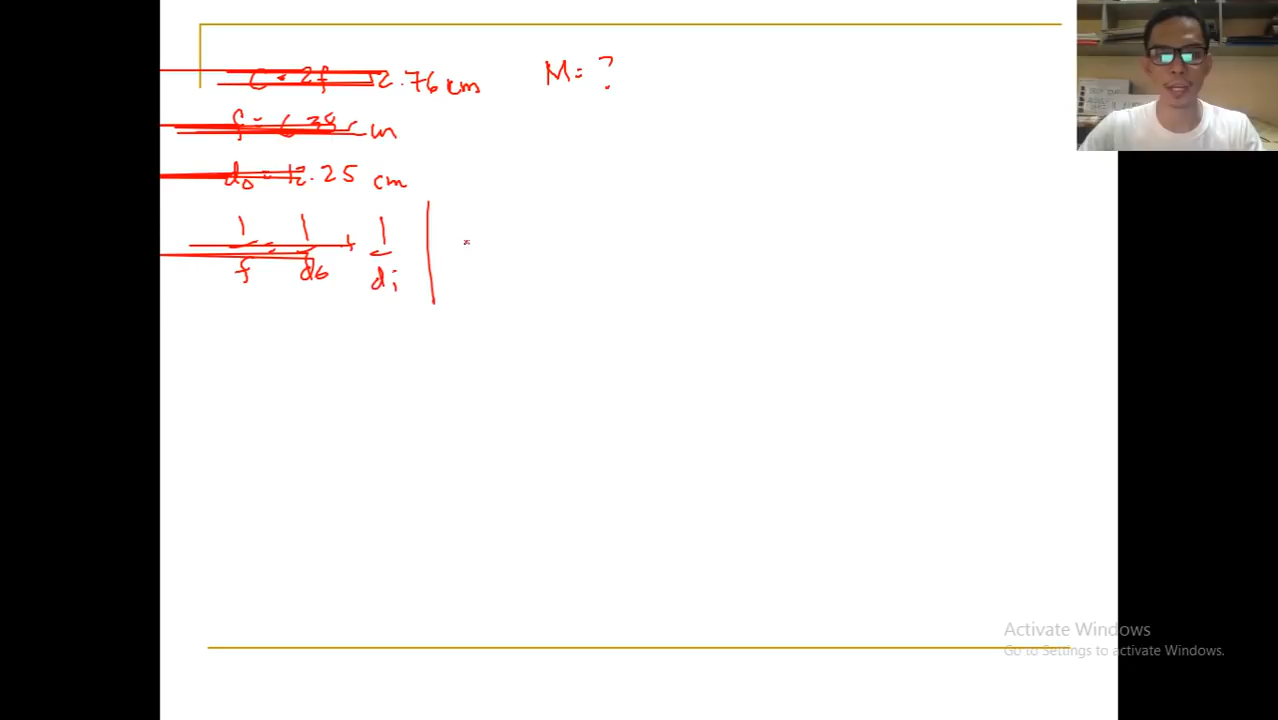 C = 2f 12.76 cm M = ?
f = 6.38 cm
do = 12.25 cm
1/f = 1/do + 1/di
Activate Windows
Go to Settings to activate Windows.